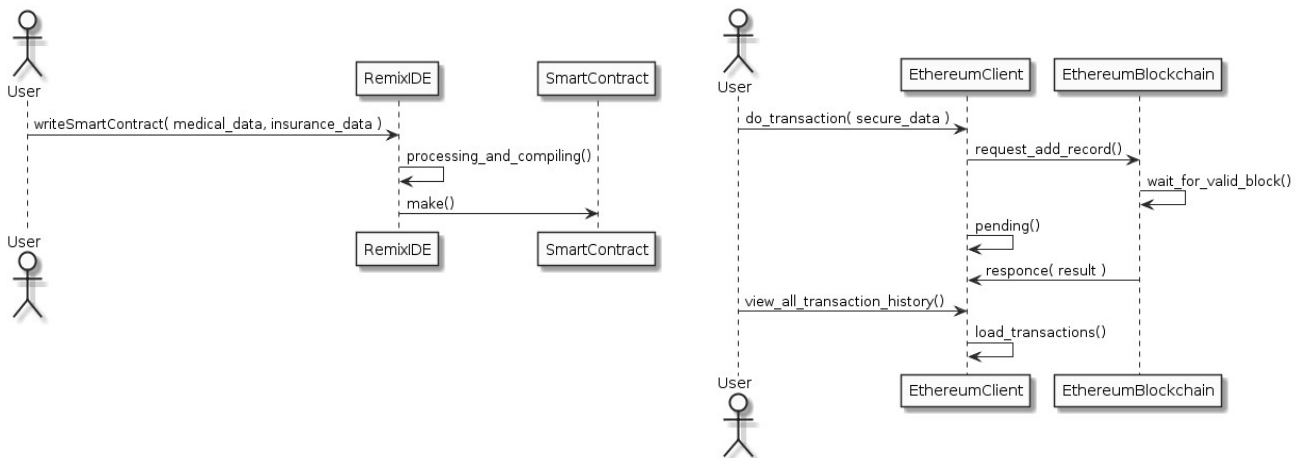 User
RemixIDE
SmartContract
writeSmartContract( medical_data, insurance_data )
processing_and_compiling()
make()
User
RemixIDE
SmartContract
User
EthereumClient
EthereumBlockchain
do_transaction( secure_data )
request_add_record()
wait_for_valid_block()
pending()
responce( result )
view_all_transaction_history()
load_transactions()
User
EthereumClient
EthereumBlockchain